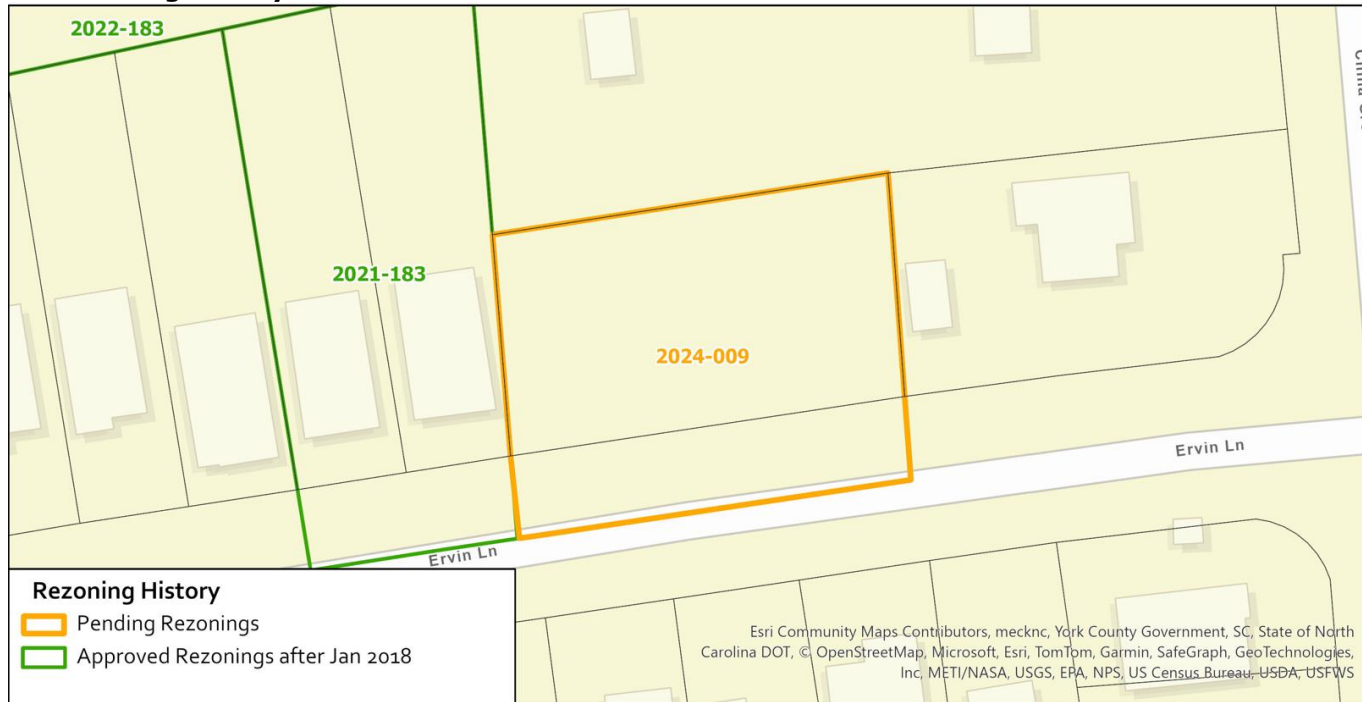 2022-183
2021-183
2024-009
Ervin Ln
Ervin Ln
Rezoning History
Pending Rezonings
Approved Rezonings after Jan 2018
Esri Community Maps Contributors, mecknc, York County Government, SC, State of North
Carolina DOT, © OpenStreetMap, Microsoft, Esri, TomTom, Garmin, SafeGraph, GeoTechnologies,
Inc, METI/NASA, USGS, EPA, NPS, US Census Bureau, USDA, USFWS